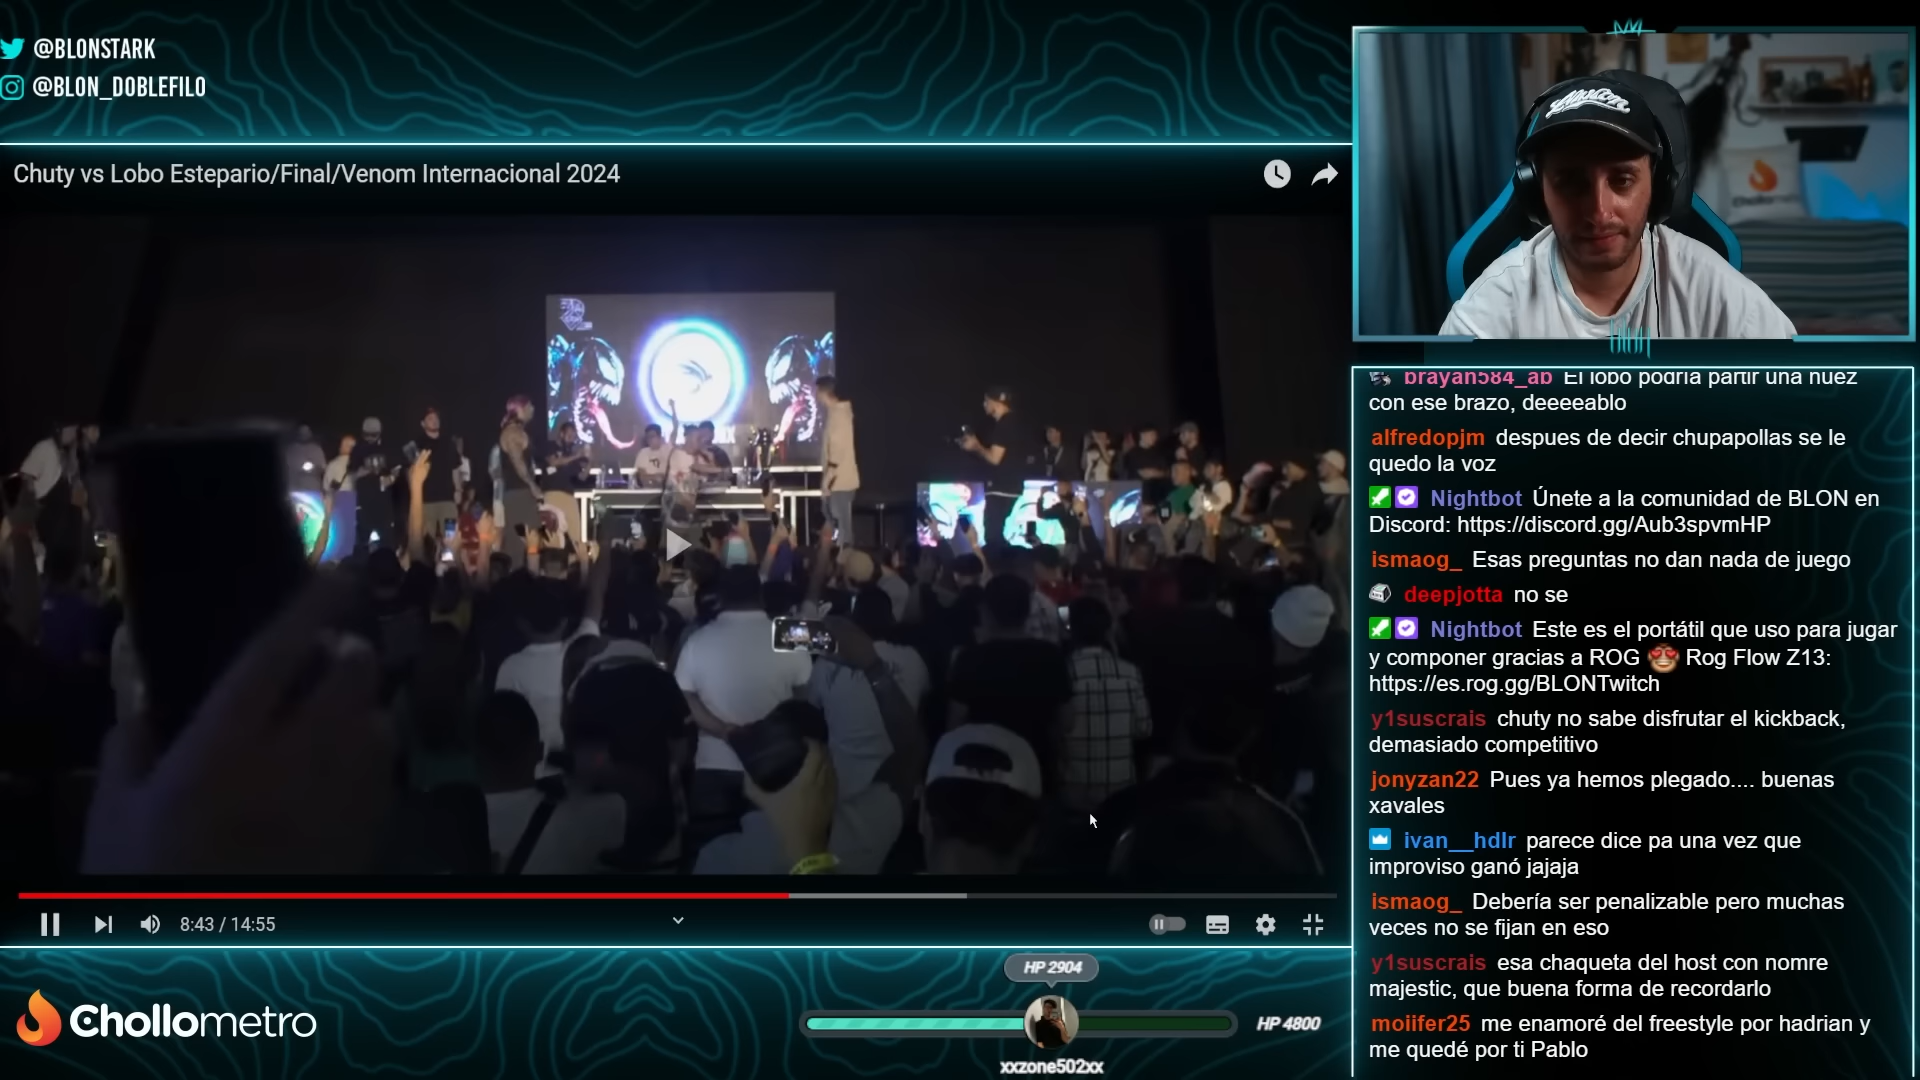 @BLONSTARK
@BLON_DOBLEFILO
Chuty vs Lobo Estepario/Final/Venom Internacional 2024
8:43 / 14:55
Chollometro
HP 2904
HP 4800
xxzone502xx
brayan584_ab El lobo podría partir una nuez
con ese brazo, deeeeablo
alfredopjm despues de decir chupapollas se le
quedo la voz
Nightbot Únete a la comunidad de BLON en
Discord: https://discord.gg/Aub3spvmHP
ismaog_ Esas preguntas no dan nada de juego
deepjotta no se
Nightbot Este es el portátil que uso para jugar
y componer gracias a ROG Rog Flow Z13:
https://es.rog.gg/BLONTwitch
y1suscrais chuty no sabe disfrutar el kickback,
demasiado competitivo
jonyzan22 Pues ya hemos plegado.... buenas
xavales
ivan__hdlr parece dice pa una vez que
improviso ganó jajaja
ismaog_ Debería ser penalizable pero muchas
veces no se fijan en eso
y1suscrais esa chaqueta del host con nomre
majestic, que buena forma de recordarlo
moiifer25 me enamoré del freestyle por hadrian y
me quedé por ti Pablo